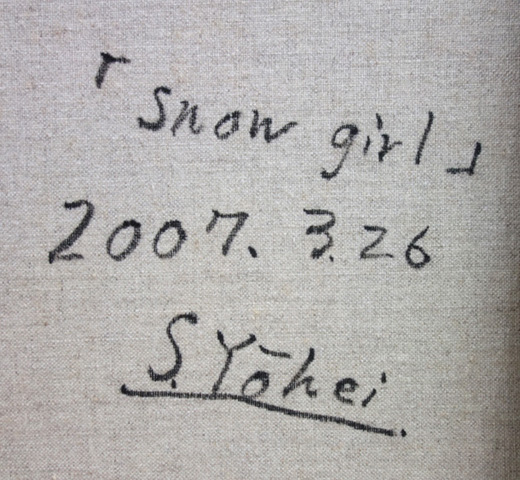 「snow girl」
2007. 3. 26
S. Yōhei